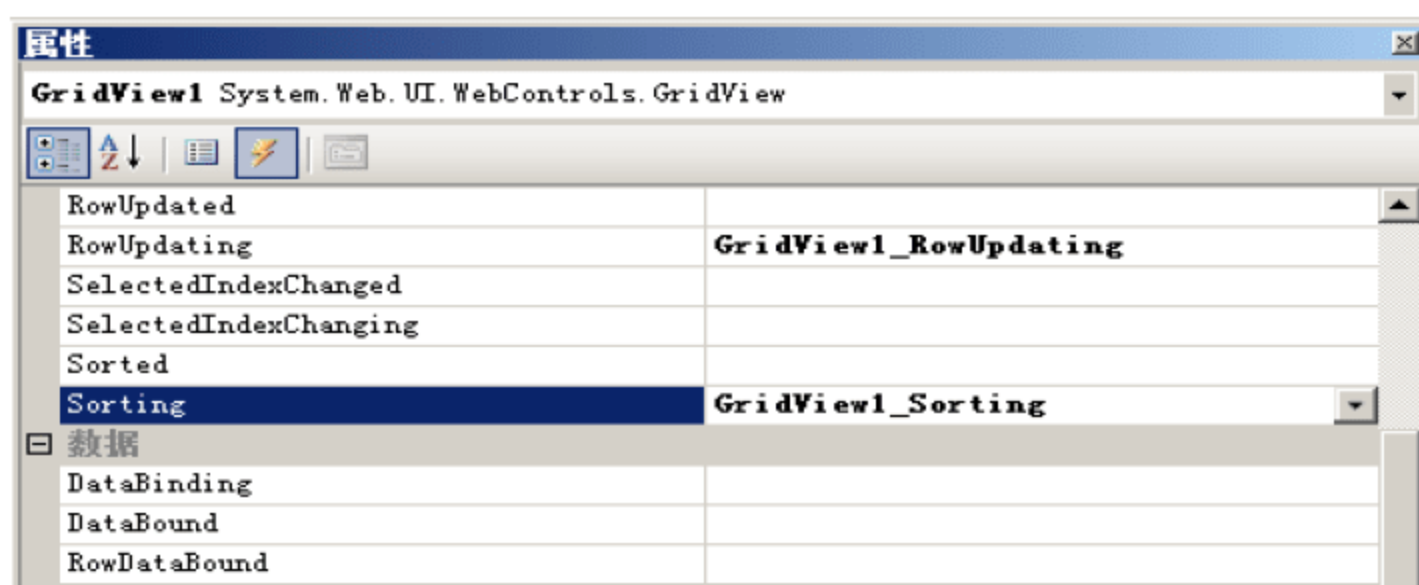 属性
GridView1 System.Web.UI.WebControls.GridView
RowUpdated
RowUpdating GridView1_RowUpdating
SelectedIndexChanged
SelectedIndexChanging
Sorted
Sorting GridView1_Sorting
数据
DataBinding
DataBound
RowDataBound